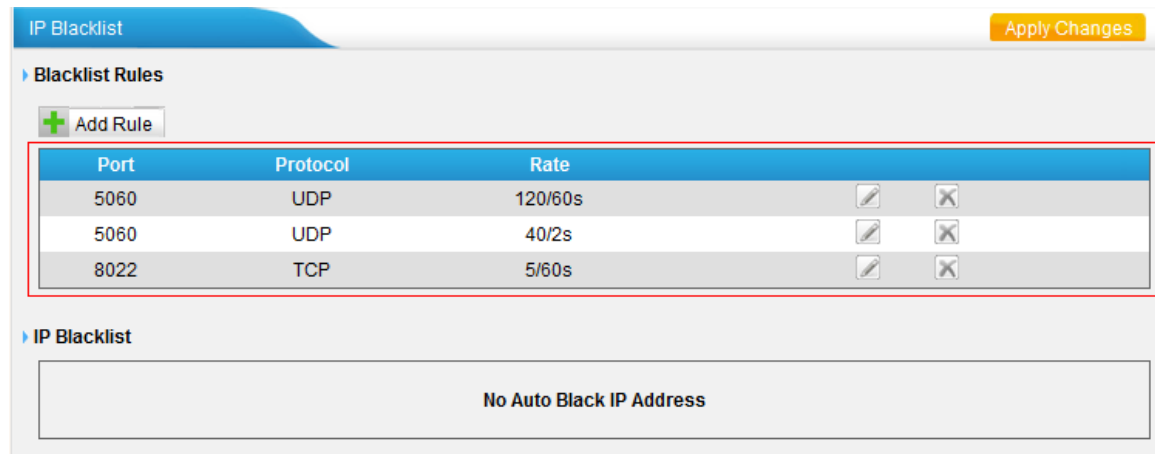 IP Blacklist Apply Changes
Blacklist Rules
Add Rule
Port Protocol Rate
5060 UDP 120/60s
5060 UDP 40/2s
8022 TCP 5/60s
IP Blacklist
No Auto Black IP Address